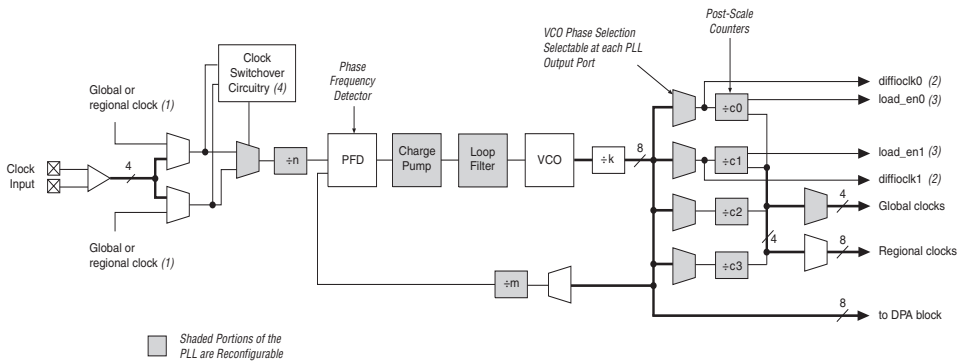 Post-Scale
Counters
VCO Phase Selection
Selectable at each PLL
Output Port
Clock
Switchover
Circuitry (4)
Phase
Frequency
Detector
Global or
regional clock (1)
Clock
Input
4
÷n
PFD
Charge
Pump
Loop
Filter
VCO
÷k
8
÷c0
÷c1
÷c2
÷c3
4
diffioclk0 (2)
load_en0 (3)
load_en1 (3)
diffioclk1 (2)
4
Global clocks
8
Regional clocks
8
to DPA block
Global or
regional clock (1)
÷m
Shaded Portions of the
PLL are Reconfigurable